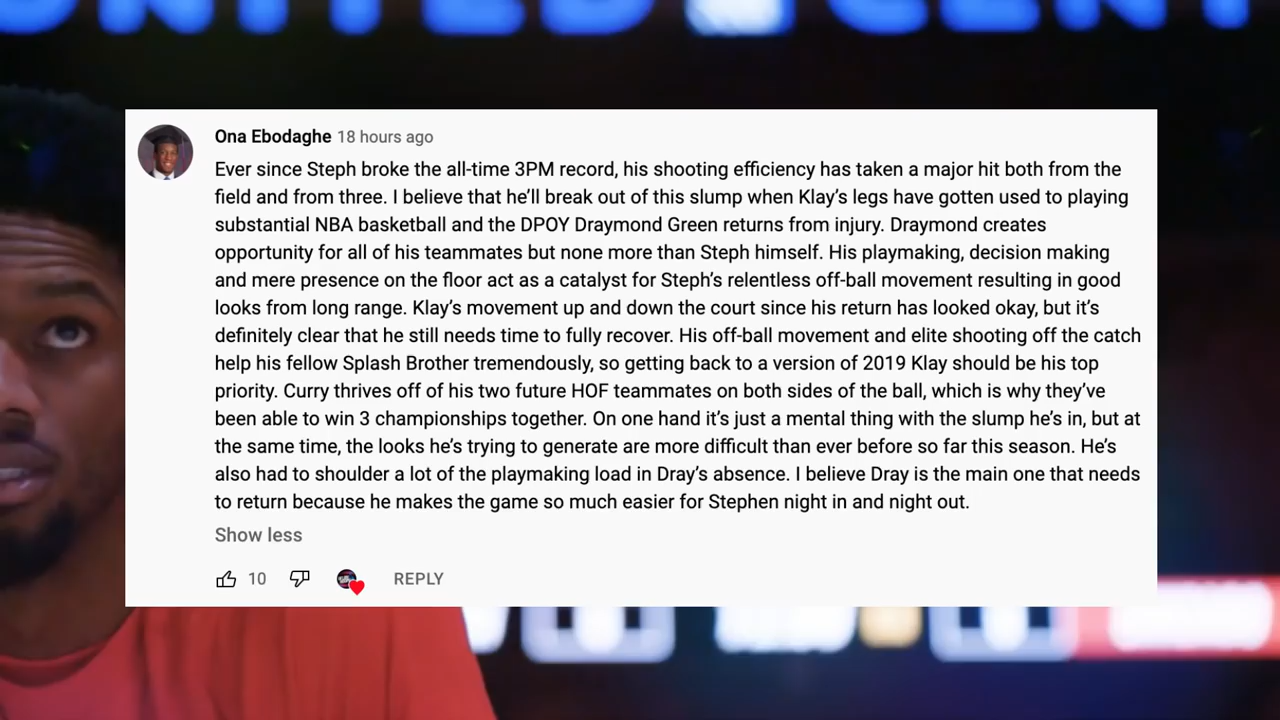 UNITED CENT
Ona Ebodaghe 18 hours ago
Ever since Steph broke the all-time 3PM record, his shooting efficiency has taken a major hit both from the
field and from three. I believe that he’ll break out of this slump when Klay’s legs have gotten used to playing
substantial NBA basketball and the DPOY Draymond Green returns from injury. Draymond creates
opportunity for all of his teammates but none more than Steph himself. His playmaking, decision making
and mere presence on the floor act as a catalyst for Steph’s relentless off-ball movement resulting in good
looks from long range. Klay’s movement up and down the court since his return has looked okay, but it’s
definitely clear that he still needs time to fully recover. His off-ball movement and elite shooting off the catch
help his fellow Splash Brother tremendously, so getting back to a version of 2019 Klay should be his top
priority. Curry thrives off of his two future HOF teammates on both sides of the ball, which is why they’ve
been able to win 3 championships together. On one hand it’s just a mental thing with the slump he’s in, but at
the same time, the looks he’s trying to generate are more difficult than ever before so far this season. He’s
also had to shoulder a lot of the playmaking load in Dray’s absence. I believe Dray is the main one that needs
to return because he makes the game so much easier for Stephen night in and night out.
Show less
10 REPLY